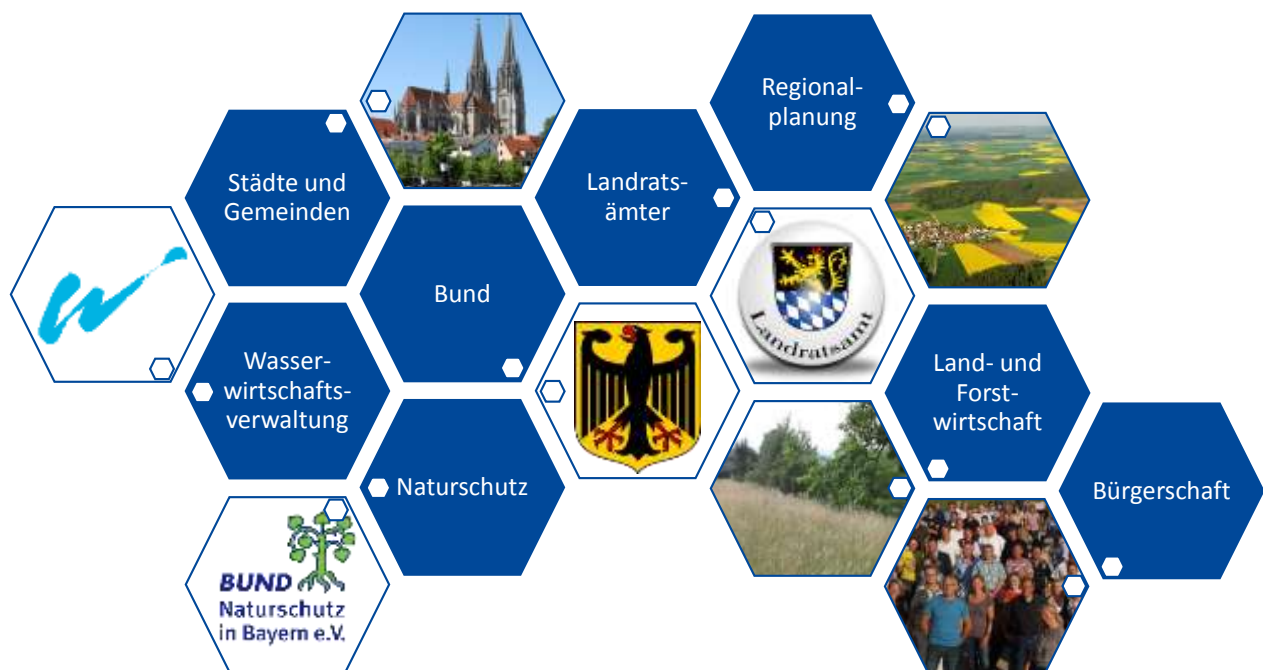 Regional-
planung
Städte und
Gemeinden
Landrats-
ämter
Bund
Landratsamt
Wasser-
wirtschafts-
verwaltung
Land- und
Forst-
wirtschaft
Naturschutz
Bürgerschaft
BUND
Naturschutz
in Bayern e.V.